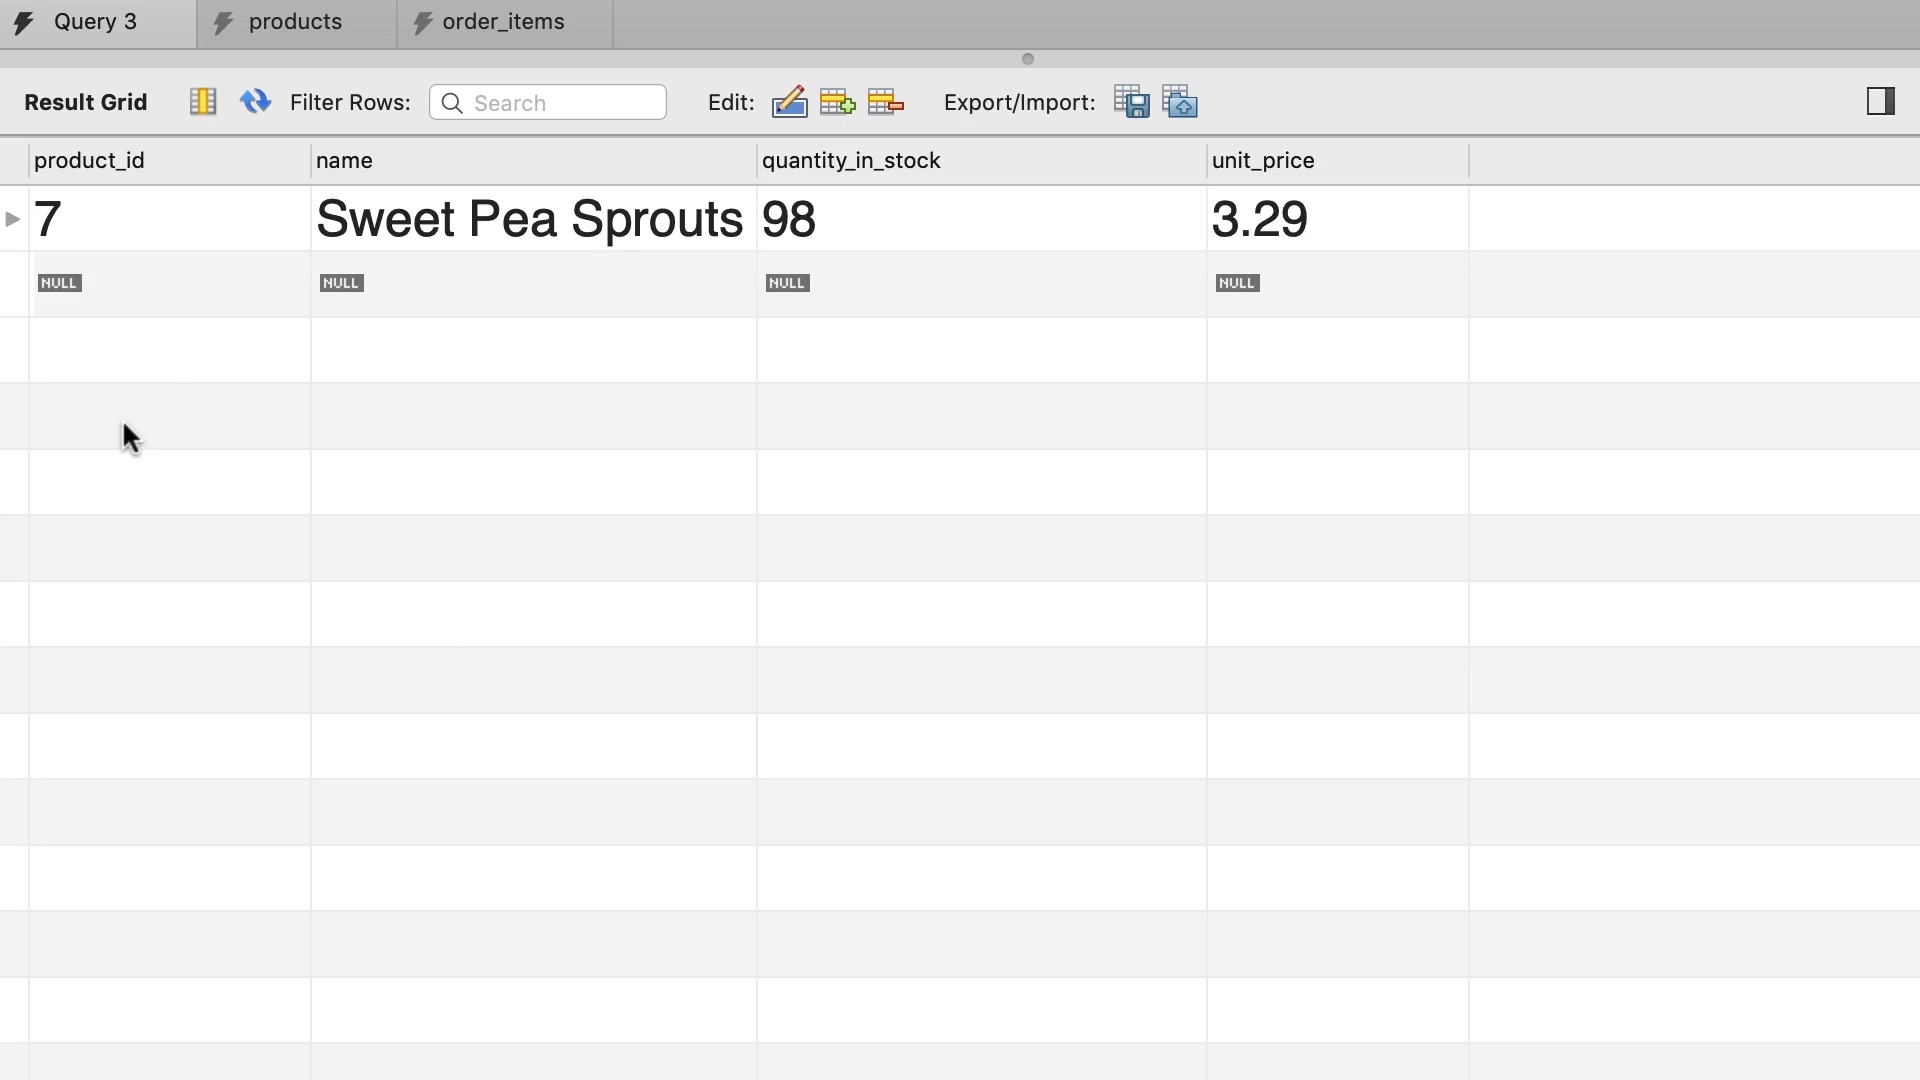 Query 3 products order_items
Result Grid Filter Rows: Search Edit: Export/Import:
product_id name quantity_in_stock unit_price
7 Sweet Pea Sprouts 98 3.29
NULL NULL NULL NULL